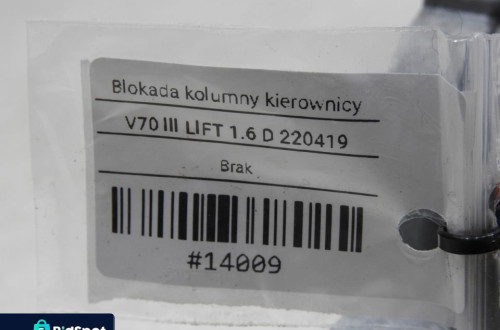 Blokada kolumny kierownicy
V70 III LIFT 1.6 D 220419
Brak
#14009